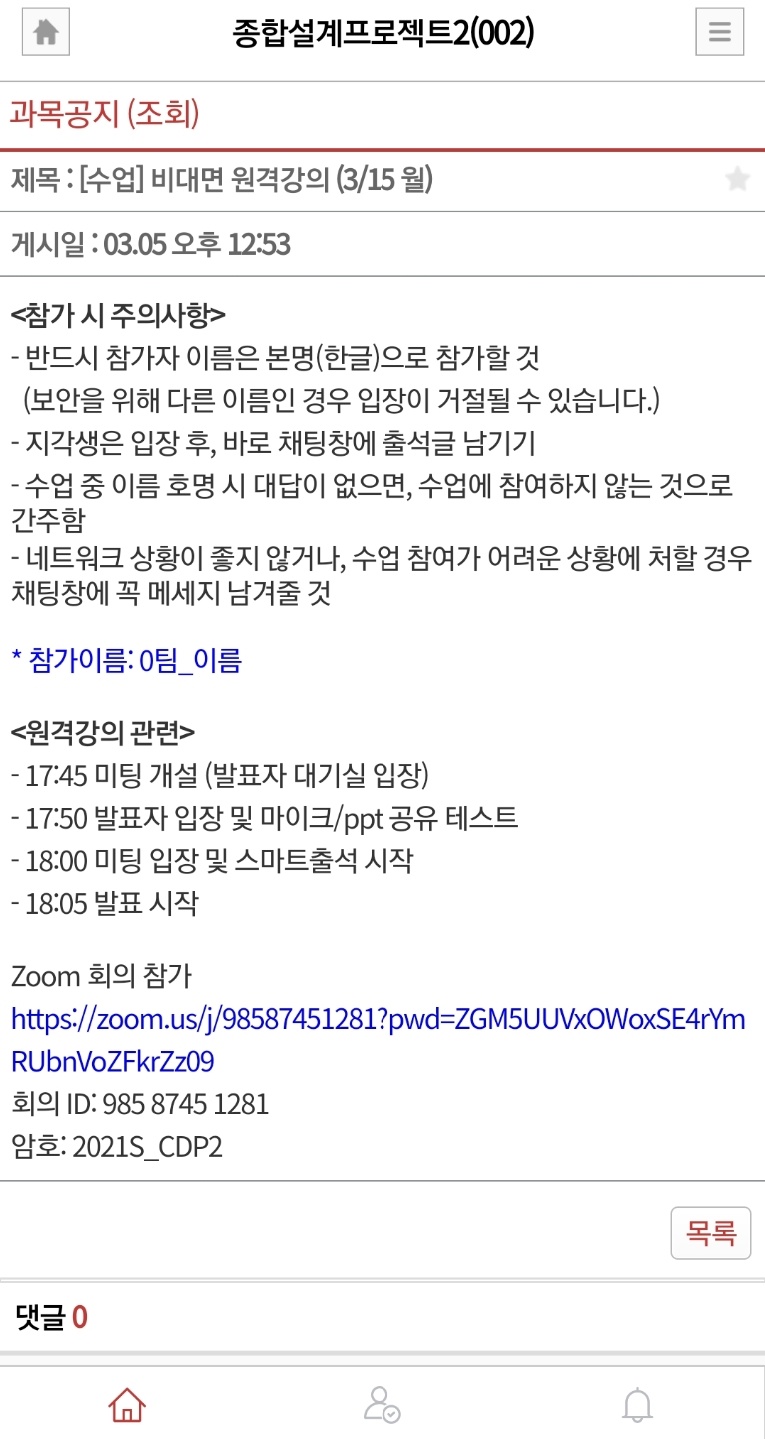 종합설계프로젝트2(002)
과목공지 (조회)
제목 : [수업] 비대면 원격강의 (3/15 월)
게시일 : 03.05 오후 12:53
<참가 시 주의사항>
- 반드시 참가자 이름은 본명(한글)으로 참가할 것
(보안을 위해 다른 이름인 경우 입장이 거절될 수 있습니다.)
- 지각생은 입장 후, 바로 채팅창에 출석글 남기기
- 수업 중 이름 호명 시 대답이 없으면, 수업에 참여하지 않는 것으로
간주함
- 네트워크 상황이 좋지 않거나, 수업 참여가 어려운 상황에 처할 경우
채팅창에 꼭 메세지 남겨줄 것
* 참가이름: 0팀_이름
<원격강의 관련>
- 17:45 미팅 개설 (발표자 대기실 입장)
- 17:50 발표자 입장 및 마이크/ppt 공유 테스트
- 18:00 미팅 입장 및 스마트출석 시작
- 18:05 발표 시작
Zoom 회의 참가
https://zoom.us/j/98587451281?pwd=ZGM5UUVxOWoxSE4rYm
RUbnVoZFkrZz09
회의 ID: 985 8745 1281
암호: 2021S_CDP2
목록
댓글 0